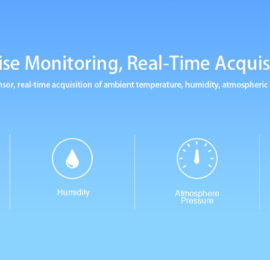 ise Monitoring, Real-Time Acquis
nsor, real-time acquisition of ambient temperature, humidity, atmospheric
Humidity
Atmosphere
Pressure